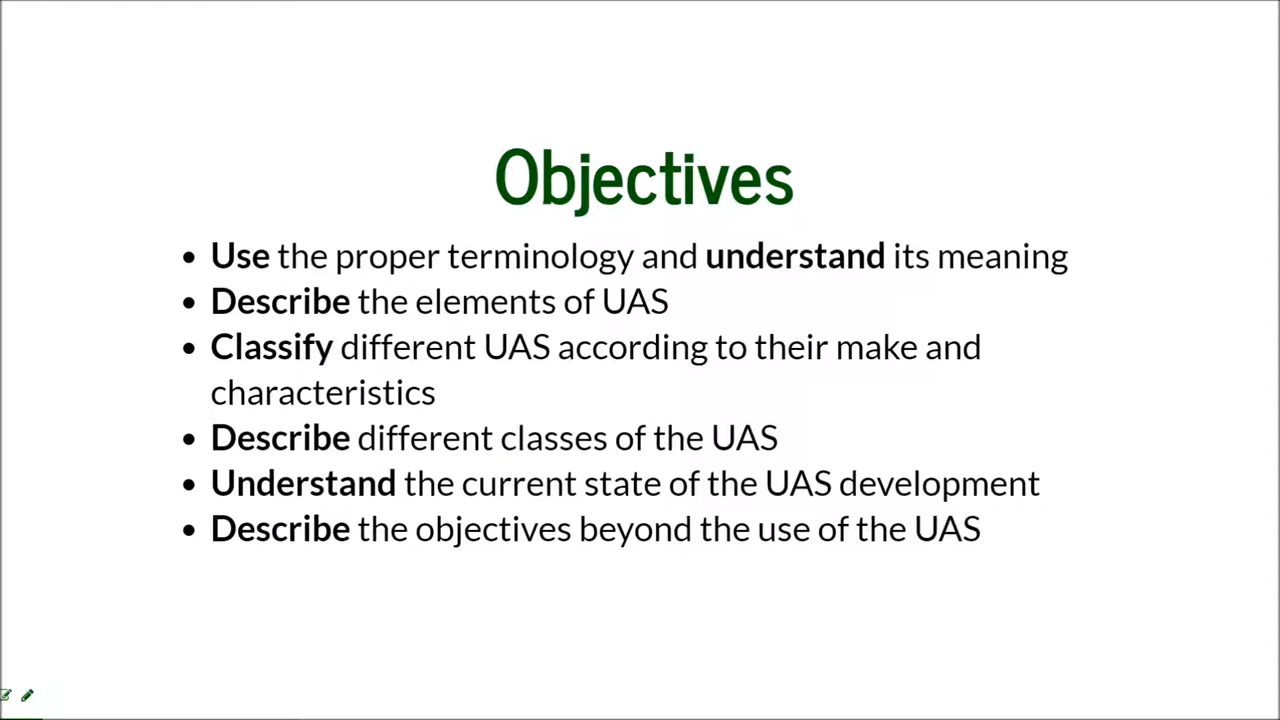 Objectives
• Use the proper terminology and understand its meaning
• Describe the elements of UAS
• Classify different UAS according to their make and
characteristics
• Describe different classes of the UAS
• Understand the current state of the UAS development
• Describe the objectives beyond the use of the UAS